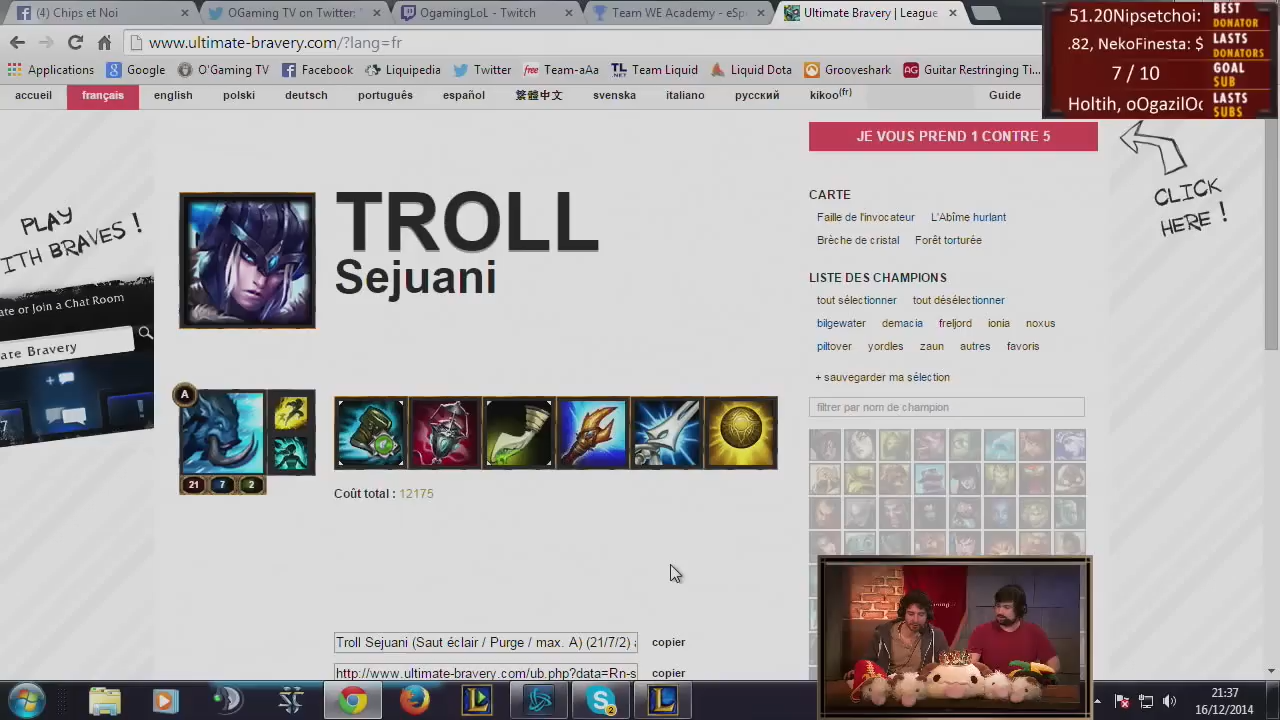 (4) Chips et Noi
OGaming TV on Twitter:
OgamingLoL - Twitch
Team WE Academy - eSp
Ultimate Bravery | League
www.ultimate-bravery.com/?lang=fr
Applications
Google
O'Gaming TV
Facebook
Liquipedia
Twitter
Team-aAa
Team Liquid
Liquid Do
Grooveshark
Guitar Destringing Ti
51.20Nipsetchoi:
BEST DONATOR
.82, NekoFinesta: $
LASTS DONATORS
7 / 10
GOAL SUB
Holtih, oOgazilOo
LASTS SUBS
accueil
français
english
polski
deutsch
português
español
中文
svenska
italiano
русский
kikoo(fr)
Guide
JE VOUS PREND 1 CONTRE 5
CLICK
HERE !
PLAY
ITH BRAVES !
ate or Join a Chat Room
ate Bravery
7
TROLL
Sejuani
A
21 7 2
Coût total : 12175
CARTE
Faille de l'invocateur
L'Abîme hurlant
Brèche de cristal
Forêt torturée
LISTE DES CHAMPIONS
tout sélectionner
tout désélectionner
bilgewater
demacia
freljord
ionia
noxus
piltover
yordles
zaun
autres
favoris
+ sauvegarder ma sélection
filtrer par nom de champion
Troll Sejuani (Saut éclair / Purge / max. A) (21/7/2)
copier
http://www.ultimate-bravery.com/ub.php?data=Rn-s
copier
2
21:37
16/12/2014